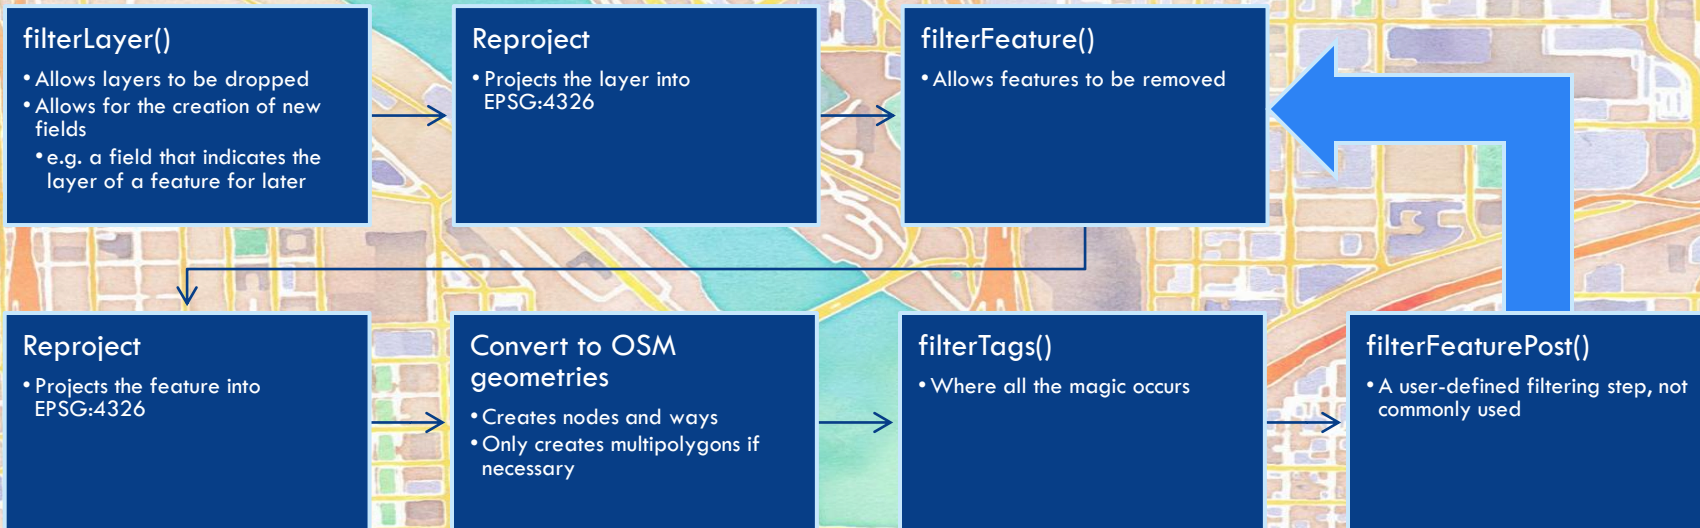 filterLayer()
•Allows layers to be dropped
•Allows for the creation of new
fields
•e.g. a field that indicates the
layer of a feature for later
Reproject
•Projects the layer into
EPSG:4326
filterFeature()
•Allows features to be removed
Reproject
•Projects the feature into
EPSG:4326
Convert to OSM
geometries
•Creates nodes and ways
•Only creates multipolygons if
necessary
filterTags()
•Where all the magic occurs
filterFeaturePost()
•A user-defined filtering step, not
commonly used